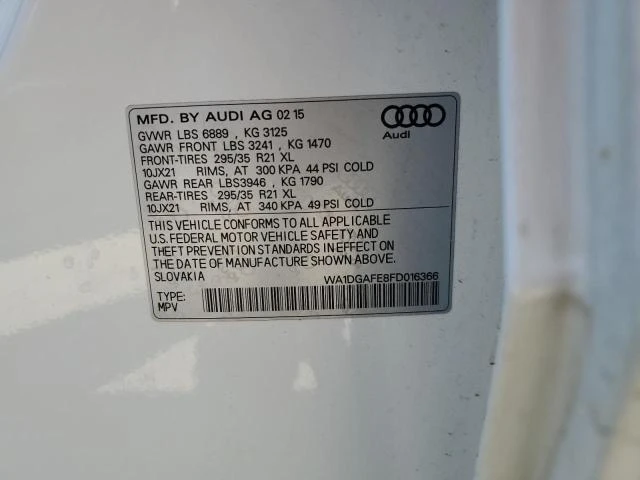 MFD. BY AUDI AG 02 15
GVWR LBS 6889 , KG 3125
GAWR FRONT LBS 3241 , KG 1470
FRONT-TIRES 295/35 R21 XL
10JX21 RIMS, AT 300 KPA 44 PSI COLD
GAWR REAR LBS3946 , KG 1790
REAR-TIRES 295/35 R21 XL
10JX21 RIMS, AT 340 KPA 49 PSI COLD
Audi
THIS VEHICLE CONFORMS TO ALL APPLICABLE
U.S. FEDERAL MOTOR VEHICLE SAFETY AND
THEFT PREVENTION STANDARDS IN EFFECT ON
THE DATE OF MANUFACTURE SHOWN ABOVE.
SLOVAKIA WA1DGAFE8FD016366
TYPE:
MPV